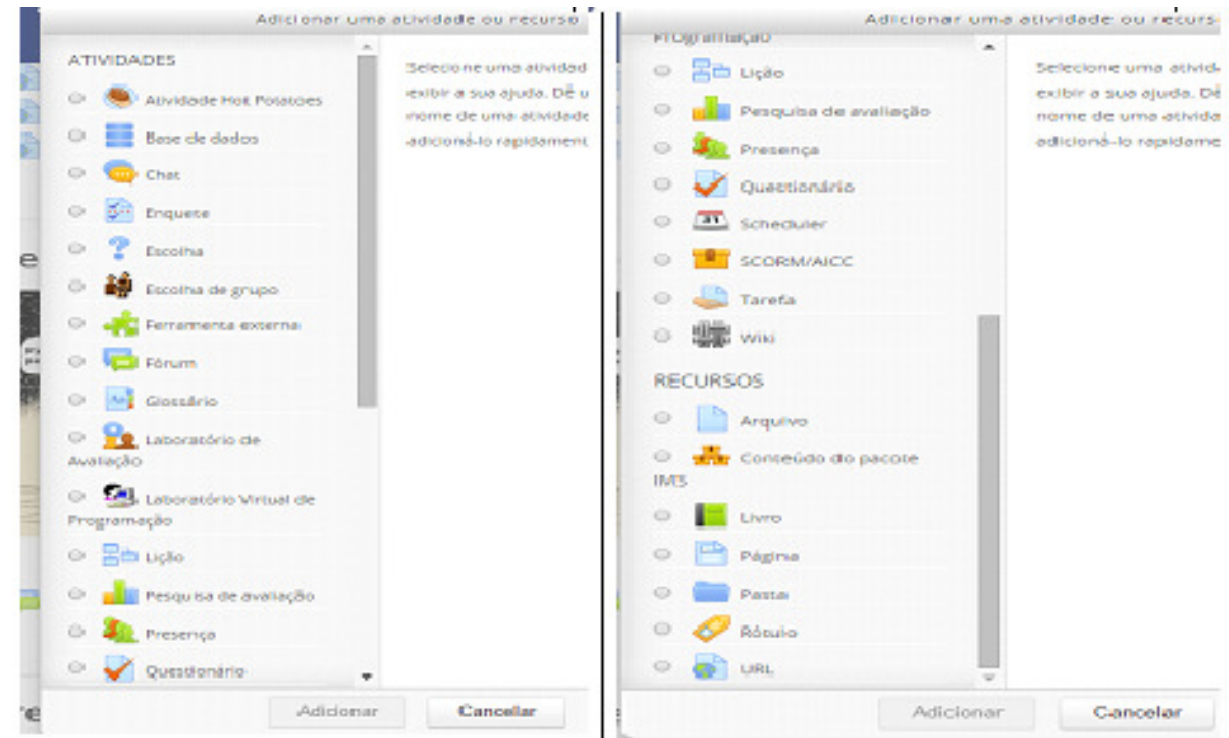 Adicionar uma atividade ou recurso
ATIVIDADES
Atividade Hot Potatoes
Base de dados
Chat
Enquete
Escolha
Escolha de grupo
Ferramenta externa
Fórum
Glossário
Laboratório de
Avaliação
Laboratório Virtual de
Programação
Lição
Pesquisa de avaliação
Presença
Questionário
Selecione uma atividad
exibir a sua ajuda. Dê u
nome de uma atividade
adicioná-lo rapidament
Adicionar
Cancelar
Adicionar uma atividade ou recurs
Programação
Lição
Pesquisa de avaliação
Presença
Questionário
31
Scheduler
SCORM/AICC
Tarefa
Wiki
RECURSOS
Arquivo
Conteúdo do pacote
IMS
Livro
Página
Pasta
Rótulo
URL
Selecione uma ativid
exibir a sua ajuda. Dê
nome de uma ativida
adicioná-lo rapidame
Adicionar
Cancelar